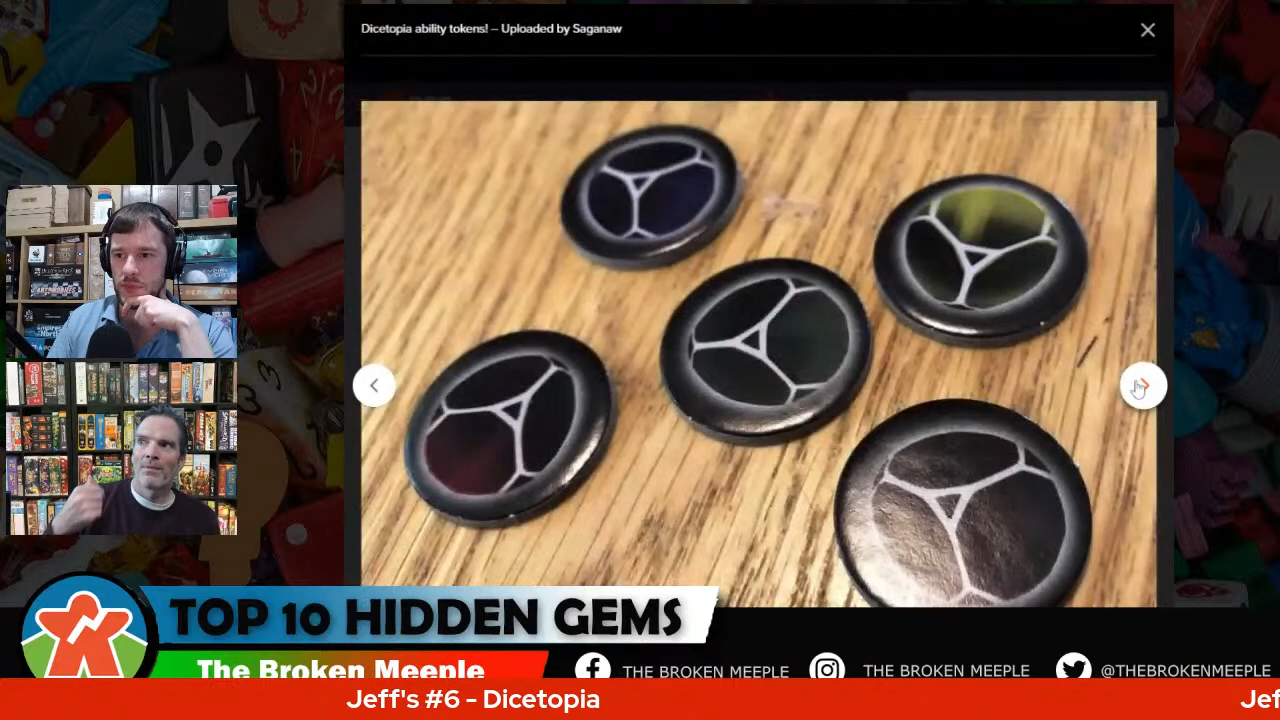 Dicetopia ability tokens! – Uploaded by Saganaw
TOP 10 HIDDEN GEMS
The Broken Meeple
THE BROKEN MEEPLE
THE BROKEN MEEPLE
@THEBROKENMEEPLE
Jeff's #6 - Dicetopia
Jef